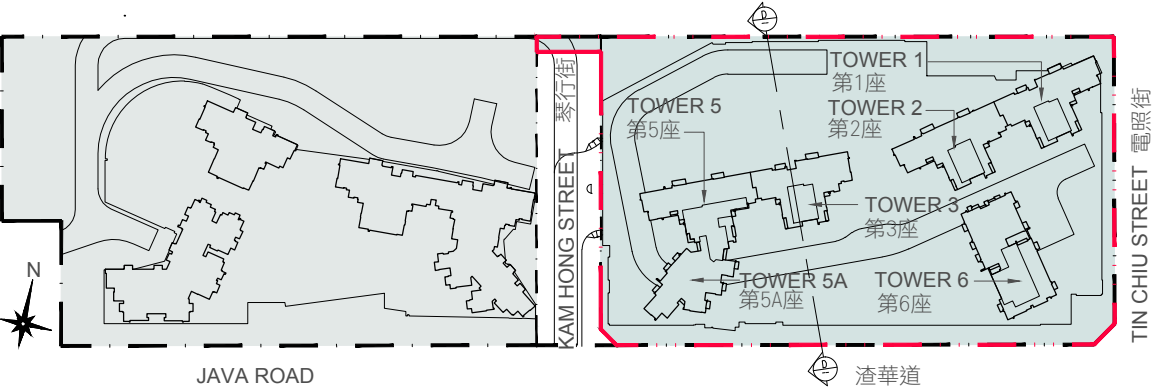 D
TOWER 1
第1座
TOWER 2
第2座
TOWER 5
第5座
TOWER 3
第3座
TOWER 5A
第5A座
TOWER 6
第6座
KAM HONG STREET 琴行街
TIN CHIU STREET 電照街
N
JAVA ROAD
渣華道
D